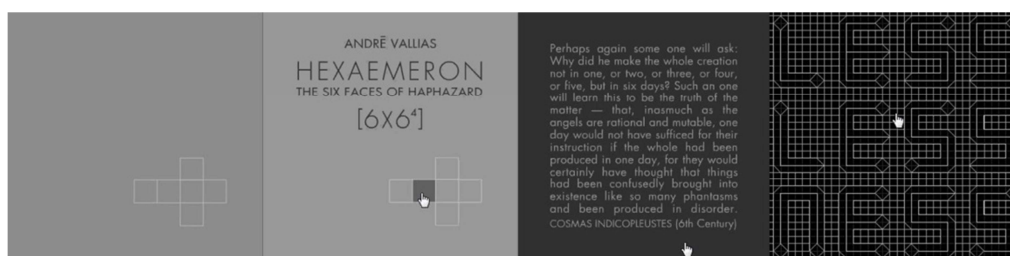 ANDRĒ VALLIAS
HEXAEMERON
THE SIX FACES OF HAPHAZARD
[6X6⁴]
Perhaps again some one will ask:
Why did he make the whole creation
not in one, or two, or three, or four,
or five, but in six days? Such an one
will learn this to be the truth of the
matter — that, inasmuch as the
angels are rational and mutable, one
day would not have sufficed for their
instruction if the whole had been
produced in one day, for they would
certainly have thought that things
had been confusedly brought into
existence like so many phantasms
and been produced in disorder.
COSMAS INDICOPLEUSTES (6th Century)